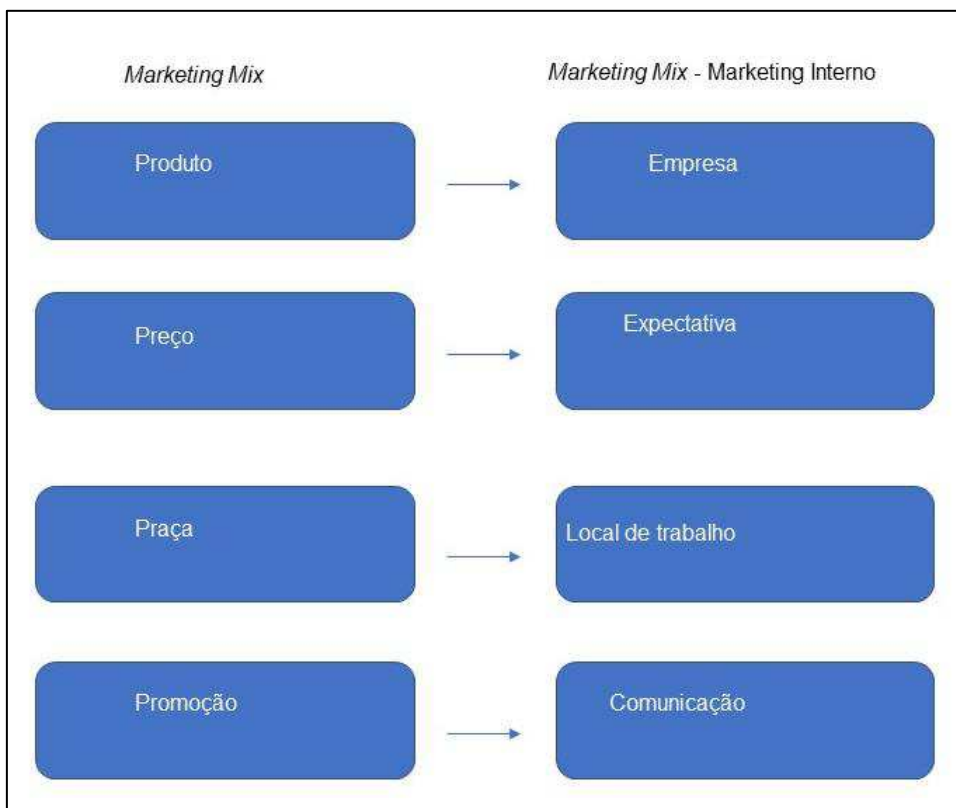 Marketing Mix
Marketing Mix - Marketing Interno
Produto
Empresa
Preço
Expectativa
Praça
Local de trabalho
Promoção
Comunicação